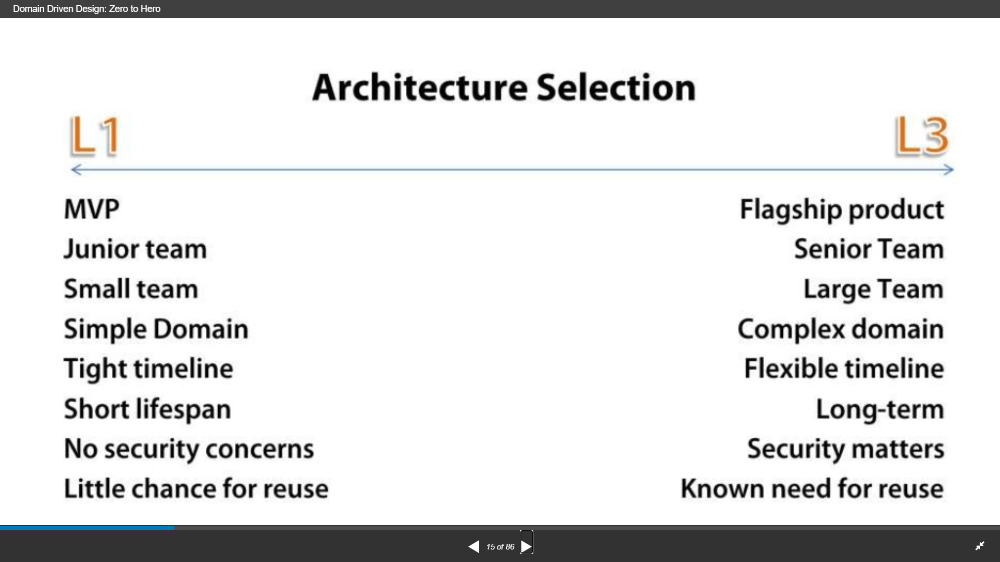 Domain Driven Design: Zero to Hero
Architecture Selection
L1
L3
MVP
Flagship product
Junior team
Senior Team
Small team
Large Team
Simple Domain
Complex domain
Tight timeline
Flexible timeline
Short lifespan
Long-term
No security concerns
Security matters
Little chance for reuse
Known need for reuse
15 of 86